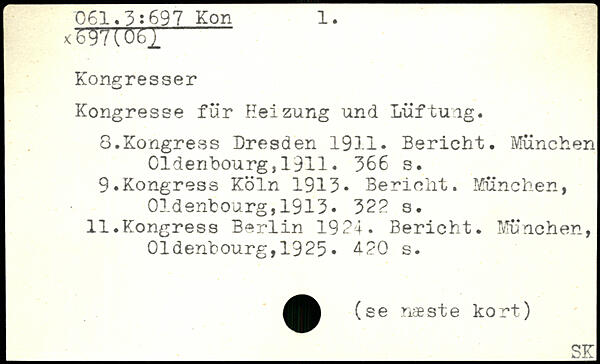 061.3:697 Kon 1.
x697(06)
Kongresser
Kongresse für Heizung und Lüftung.
8.Kongress Dresden 1911. Bericht. München
Oldenbourg,1911. 366 s.
9.Kongress Köln 1913. Bericht. München,
Oldenbourg,1913. 322 s.
11.Kongress Berlin 1924. Bericht. München,
Oldenbourg,1925. 420 s.
(se næste kort)
SK